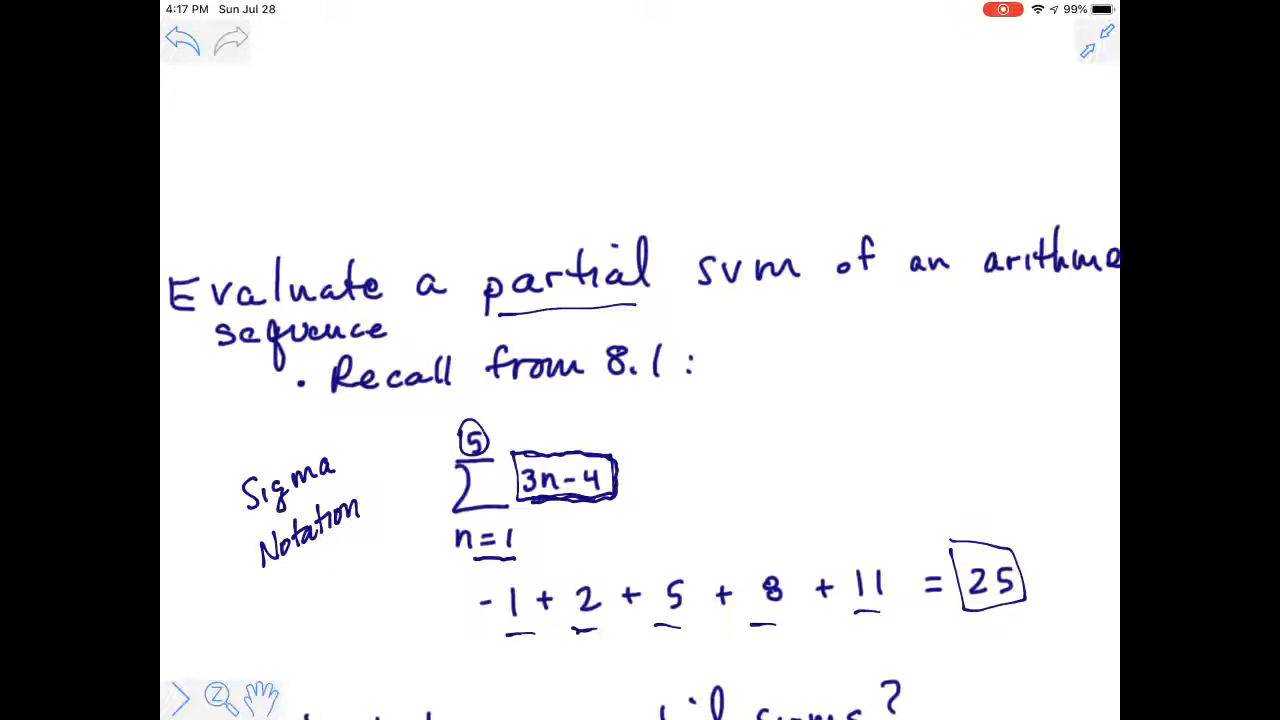 4:17 PM Sun Jul 28 99%
Evaluate a partial sum of an arithme
sequence
• Recall from 8.1:
Sigma
Notation
5
∑ 3n-4
n=1
-1 + 2 + 5 + 8 + 11 = 25
Z
sums?